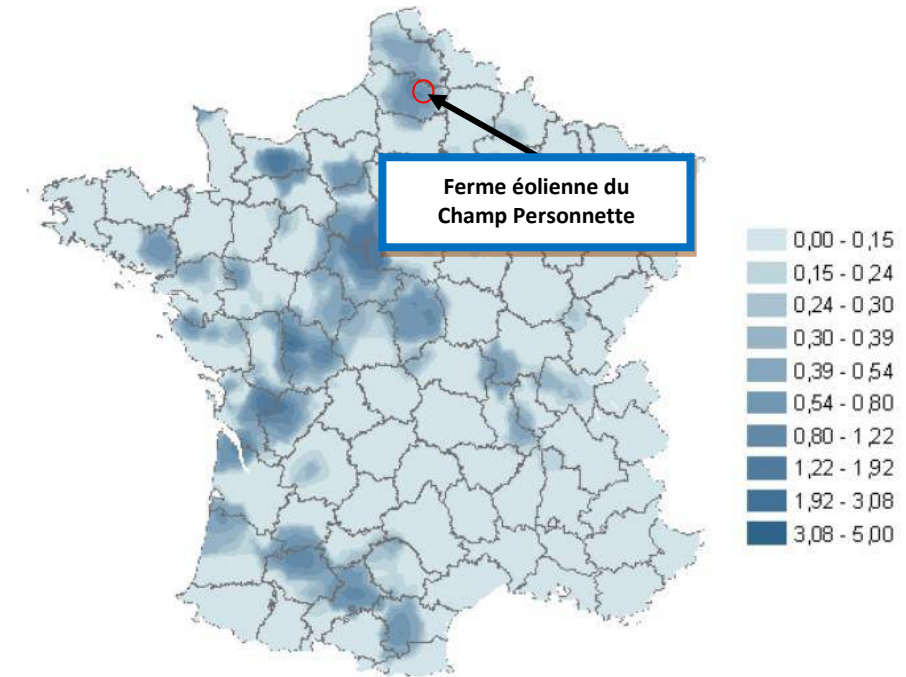 Ferme éolienne du
Champ Personnette
0,00 - 0,15
0,15 - 0,24
0,24 - 0,30
0,30 - 0,39
0,39 - 0,54
0,54 - 0,80
0,80 - 1,22
1,22 - 1,92
1,92 - 3,08
3,08 - 5,00